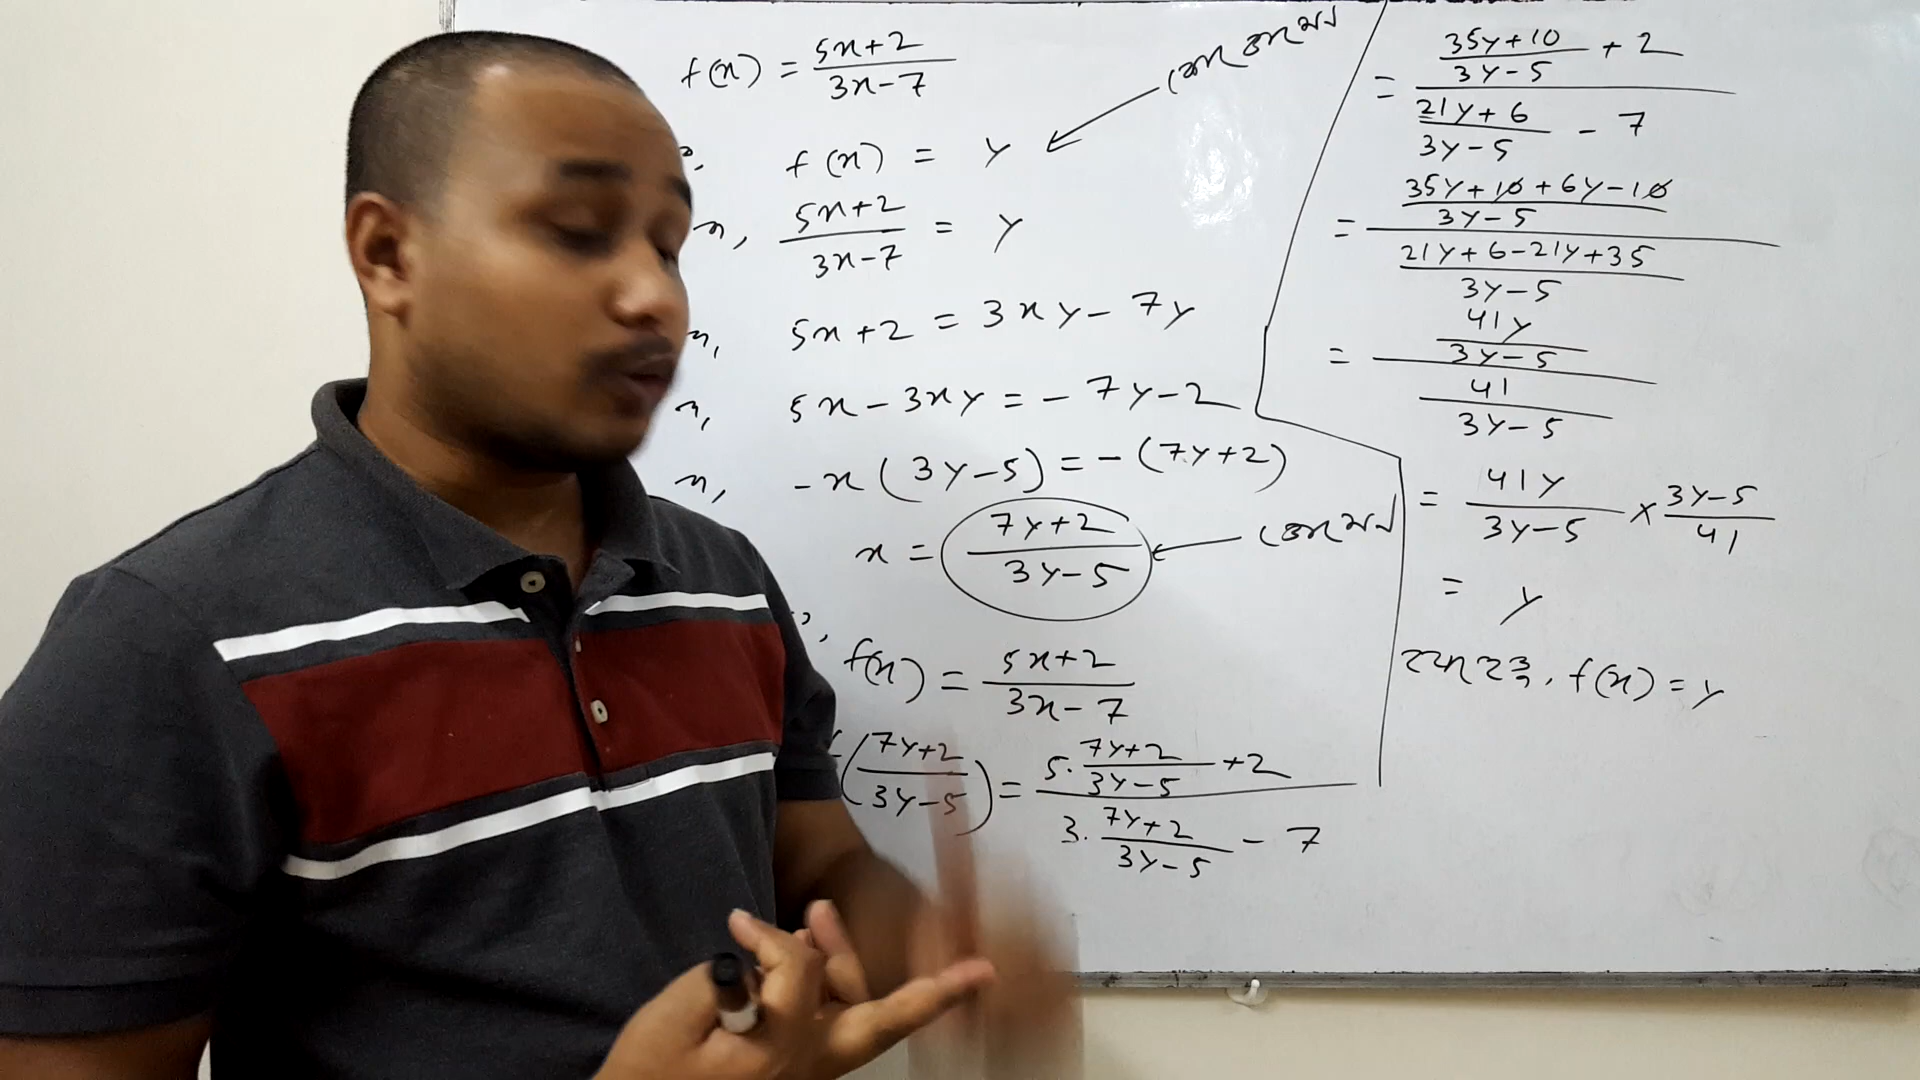 f(x) = (5x+2)/(3x-7)
f(x) = y ← কোডোমেন
(5x+2)/(3x-7) = y
বা, 5x+2 = 3xy - 7y
বা, 5x - 3xy = -7y-2
বা, -x(3y-5) = -(7y+2)
x = (7y+2)/(3y-5) ← ডোমেন
f(x) = (5x+2)/(3x-7)
f((7y+2)/(3y-5)) = (5·(7y+2)/(3y-5) + 2)/(3·(7y+2)/(3y-5) - 7)
= ((35y+10)/(3y-5) + 2)/((21y+6)/(3y-5) - 7)
= ((35y+10+6y-10)/(3y-5))/((21y+6-21y+35)/(3y-5))
= (41y/(3y-5))/(41/(3y-5))
= 41y/(3y-5) × (3y-5)/41
= y
f(x) = y